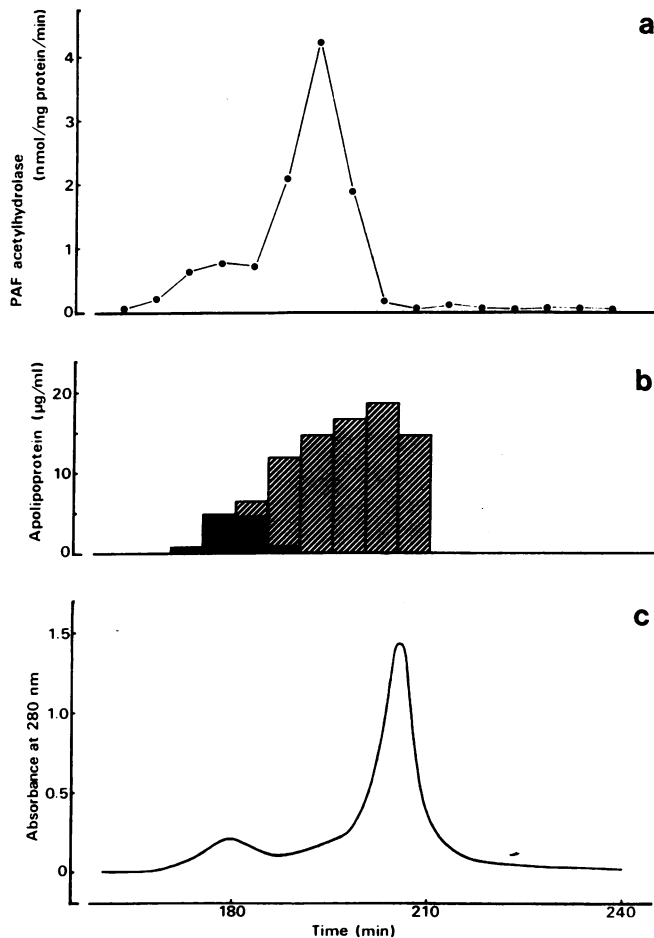 a
PAF acetylhydrolase
(nmol/mg protein/min)
4
3
2
1
0
b
Apolipoprotein (µg/ml)
20
10
0
c
Absorbance at 280 nm
1.5
1.0
0.5
0
180
210
240
Time (min)